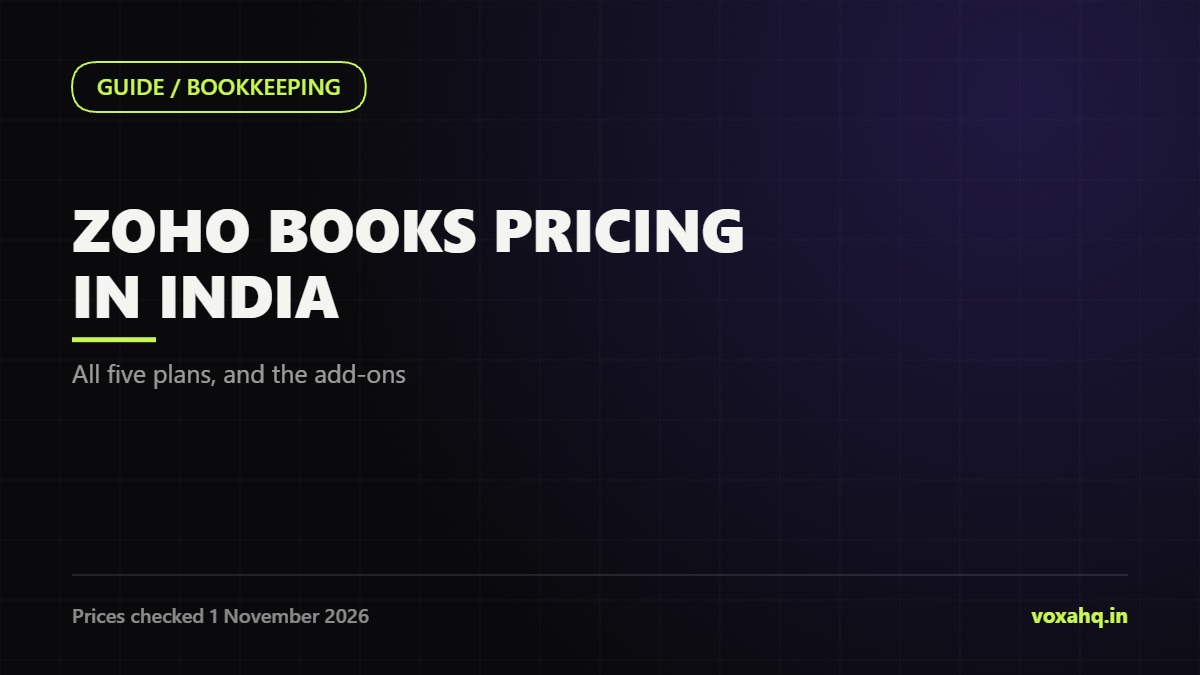 GUIDE / BOOKKEEPING
ZOHO BOOKS PRICING
IN INDIA
All five plans, and the add-ons
Prices checked 1 November 2026
voxahq.in